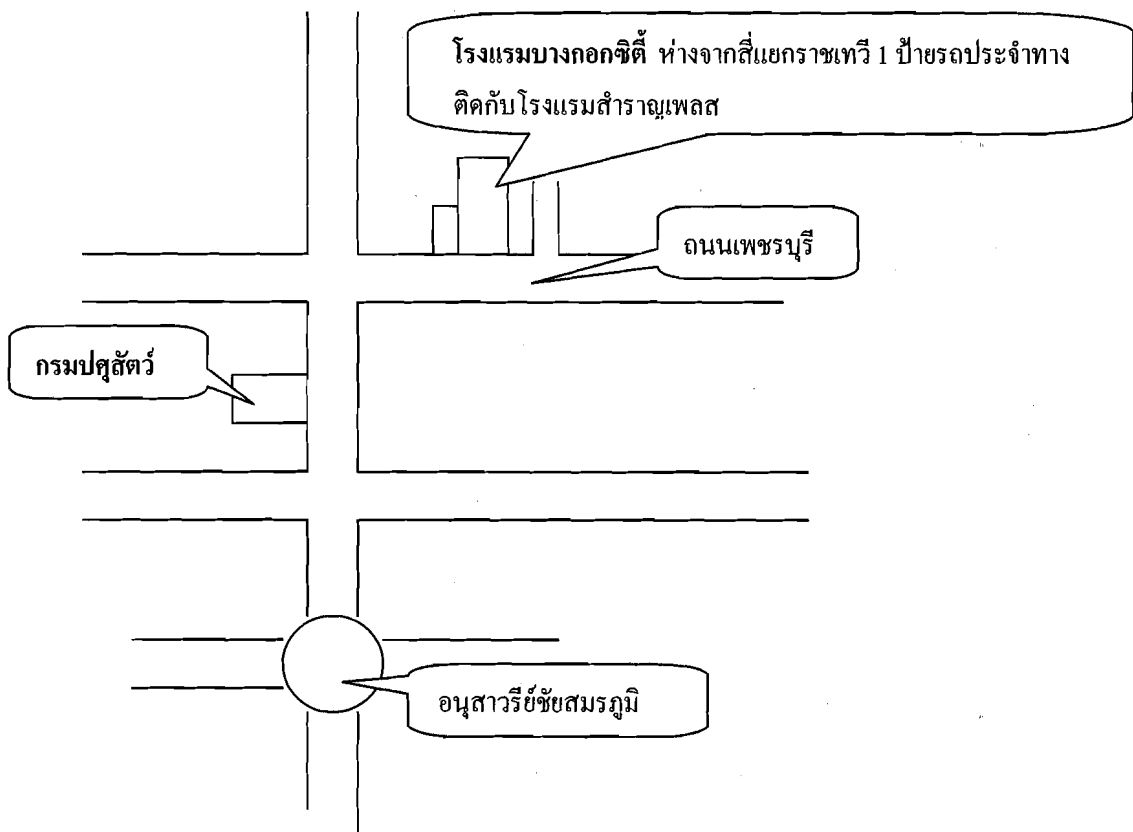 โรงแรมบางกอกซิตี้ ห่างจากสี่แยกราชเทวี 1 ป้ายรถประจำทาง
ติดกับโรงแรมสำราญเพลส
ถนนเพชรบุรี
กรมปศุสัตว์
อนุสาวรีย์ชัยสมรภูมิ